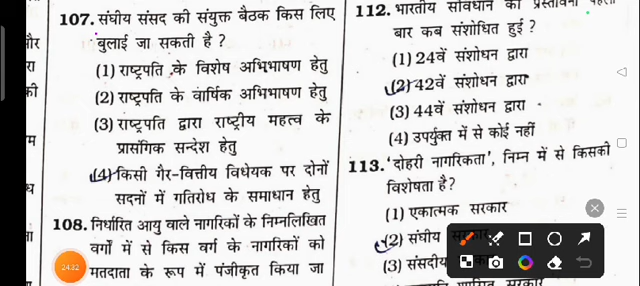 107. संघीय संसद की संयुक्त बैठक किस लिए
बुलाई जा सकती है ?
(1) राष्ट्रपति के विशेष अभिभाषण हेतु
(2) राष्ट्रपति के वार्षिक अभिभाषण हेतु
(3) राष्ट्रपति द्वारा राष्ट्रीय महत्व के
प्रासंगिक सन्देश हेतु
(4) किसी गैर-वित्तीय विधेयक पर दोनों
सदनों में गतिरोध के समाधान हेतु
108. निर्धारित आयु वाले नागरिकों के निम्नलिखित
वर्गों में से किस वर्ग के नागरिकों को
मतदाता के रूप में पंजीकृत किया जा
112. भारतीय संविधान की प्रस्तावना
बार कब संशोधित हुई ?
(1) 24वें संशोधन द्वारा
(2) 42वें संशोधन द्वारा
(3) 44वें संशोधन द्वारा
(4) उपर्युक्त में से कोई नहीं
113. 'दोहरी नागरिकता', निम्न में से किसकी
विशेषता है?
(1) एकात्मक सरकार
(2) संघीय
(3) संसदीय
24:32